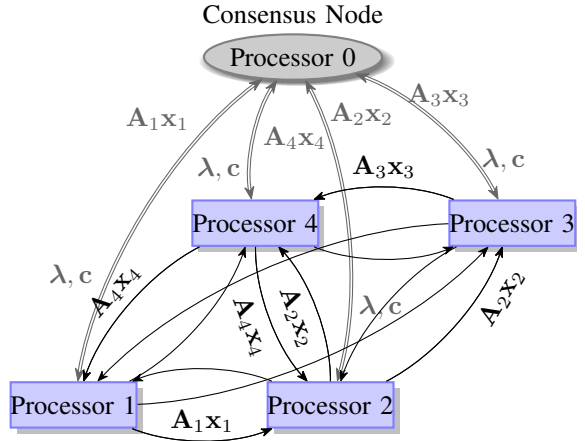 Consensus Node
Processor 0
A₁x₁
A₄x₄
A₂x₂
A₃x₃
λ, c
A₃x₃
λ, c
Processor 4
Processor 3
λ, c
A₄x₄
A₄x₄
A₂x₂
λ, c
A₂x₂
Processor 1
A₁x₁
Processor 2